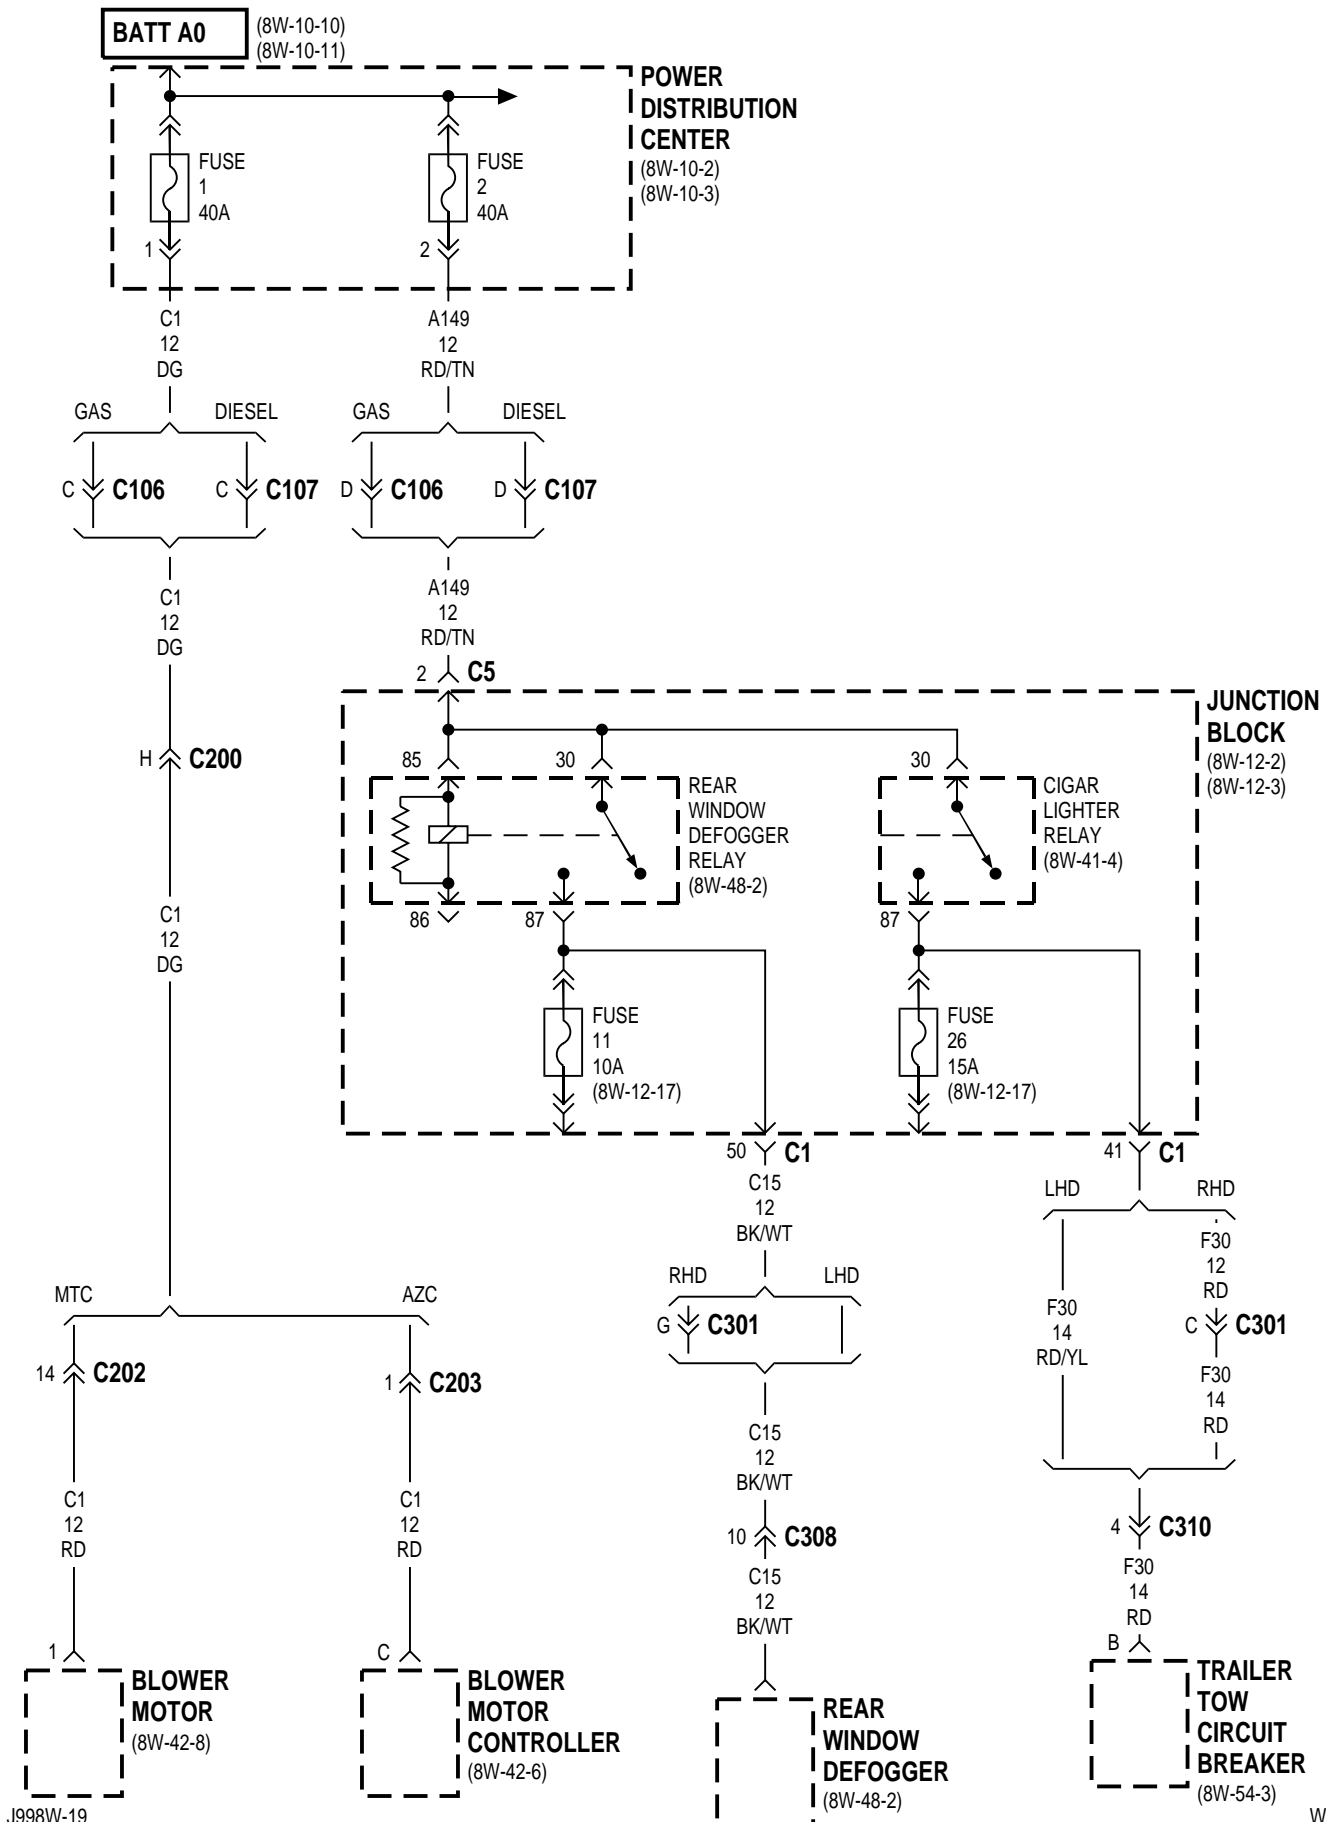 BATT A0
(8W-10-10)
(8W-10-11)
POWER
DISTRIBUTION
CENTER
(8W-10-2)
(8W-10-3)
FUSE
1
40A
1
FUSE
2
40A
2
C1
12
DG
A149
12
RD/TN
GAS
DIESEL
GAS
DIESEL
C
C106
C
C107
D
C106
D
C107
C1
12
DG
A149
12
RD/TN
2
C5
JUNCTION
BLOCK
(8W-12-2)
(8W-12-3)
H
C200
85
30
REAR
WINDOW
DEFOGGER
RELAY
(8W-48-2)
30
CIGAR
LIGHTER
RELAY
(8W-41-4)
86
87
87
C1
12
DG
FUSE
11
10A
(8W-12-17)
FUSE
26
15A
(8W-12-17)
50
C1
41
C1
C15
12
BK/WT
LHD
RHD
F30
12
RD
RHD
LHD
G
C301
F30
14
RD/YL
C
C301
F30
14
RD
MTC
AZC
14
C202
1
C203
C15
12
BK/WT
C1
12
RD
C1
12
RD
10
C308
4
C310
C15
12
BK/WT
F30
14
RD
1
C
B
BLOWER
MOTOR
(8W-42-8)
BLOWER
MOTOR
CONTROLLER
(8W-42-6)
REAR
WINDOW
DEFOGGER
(8W-48-2)
TRAILER
TOW
CIRCUIT
BREAKER
(8W-54-3)
J998W-19
W